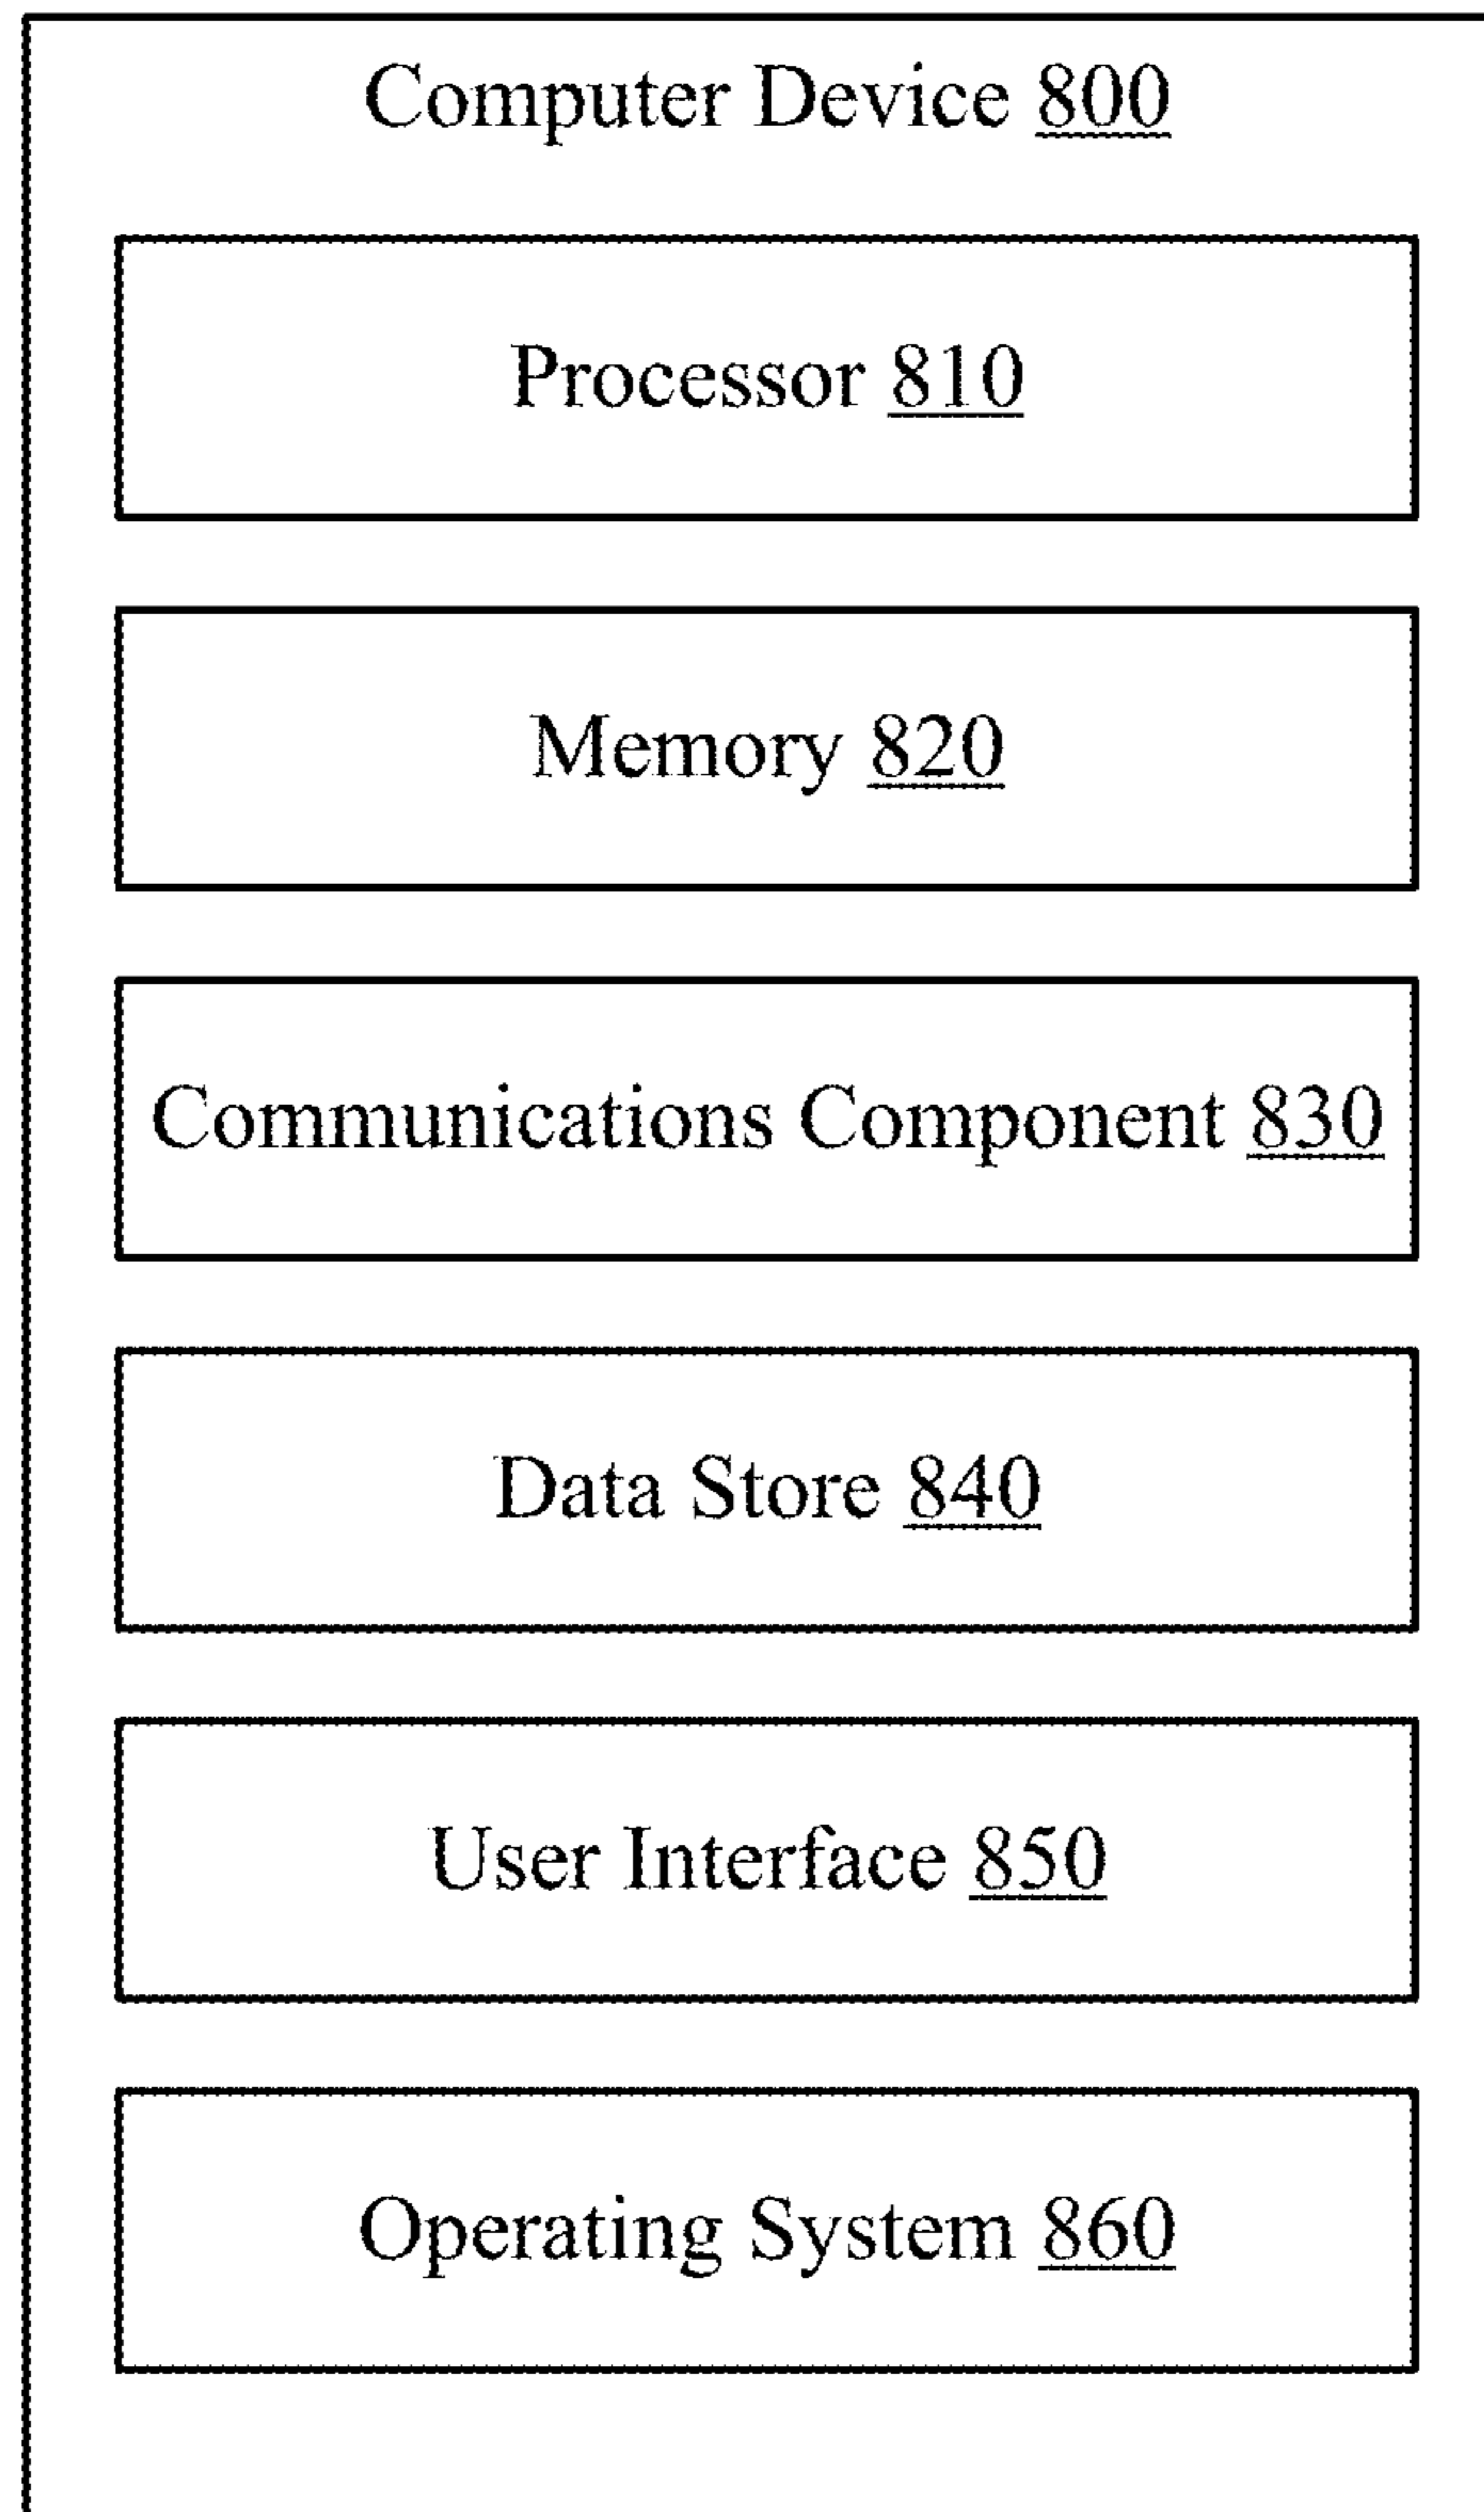 Computer Device 800
Processor 810
Memory 820
Communications Component 830
Data Store 840
User Interface 850
Operating System 860